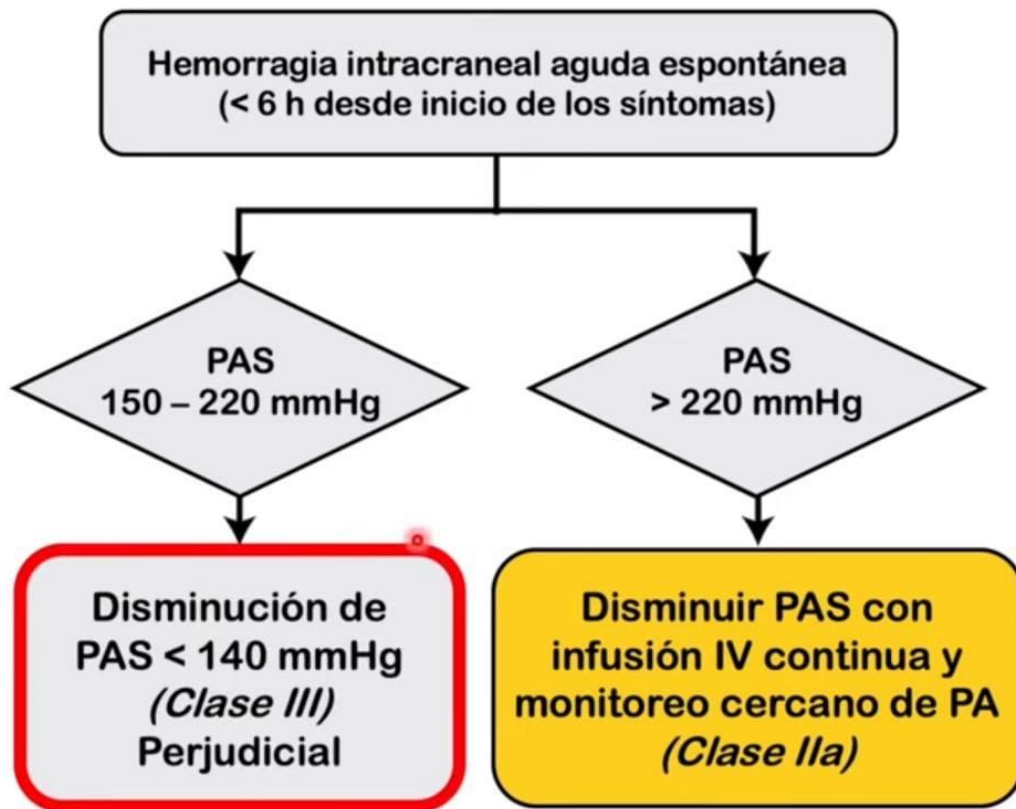 Hemorragia intracraneal aguda espontánea
(< 6 h desde inicio de los síntomas)
PAS
150 – 220 mmHg
PAS
> 220 mmHg
Disminución de
PAS < 140 mmHg
(Clase III)
Perjudicial
Disminuir PAS con
infusión IV continua y
monitoreo cercano de PA
(Clase IIa)